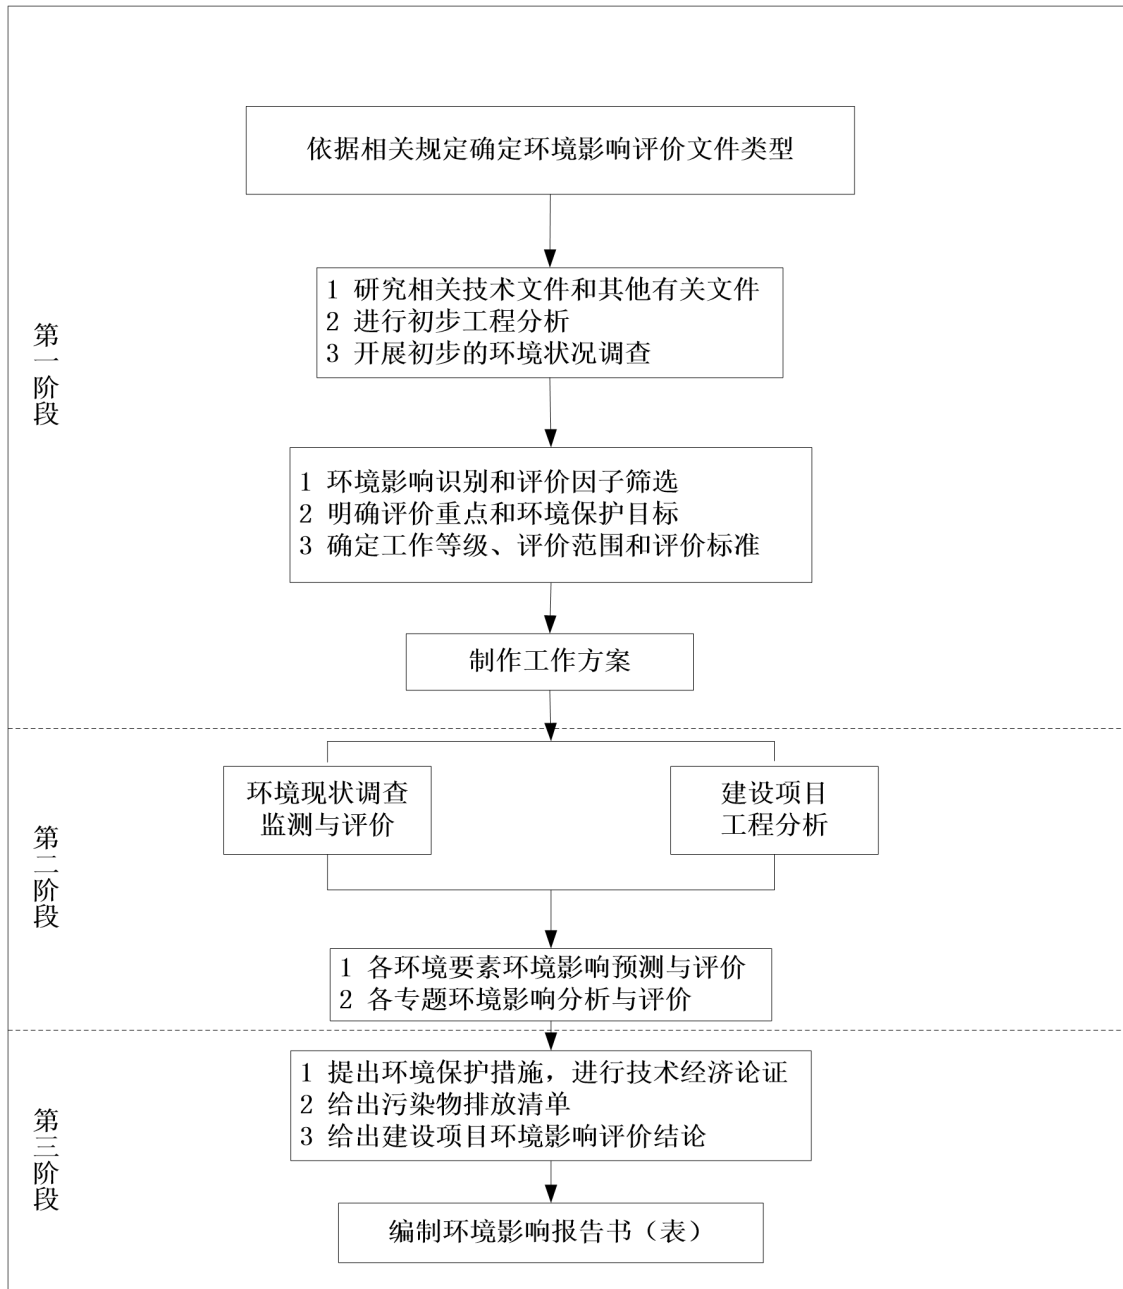 依据相关规定确定环境影响评价文件类型
1 研究相关技术文件和其他有关文件
2 进行初步工程分析
3 开展初步的环境状况调查
第一阶段
1 环境影响识别和评价因子筛选
2 明确评价重点和环境保护目标
3 确定工作等级、评价范围和评价标准
制作工作方案
环境现状调查
监测与评价
建设项目
工程分析
第二阶段
1 各环境要素环境影响预测与评价
2 各专题环境影响分析与评价
1 提出环境保护措施，进行技术经济论证
2 给出污染物排放清单
3 给出建设项目环境影响评价结论
第三阶段
编制环境影响报告书（表）